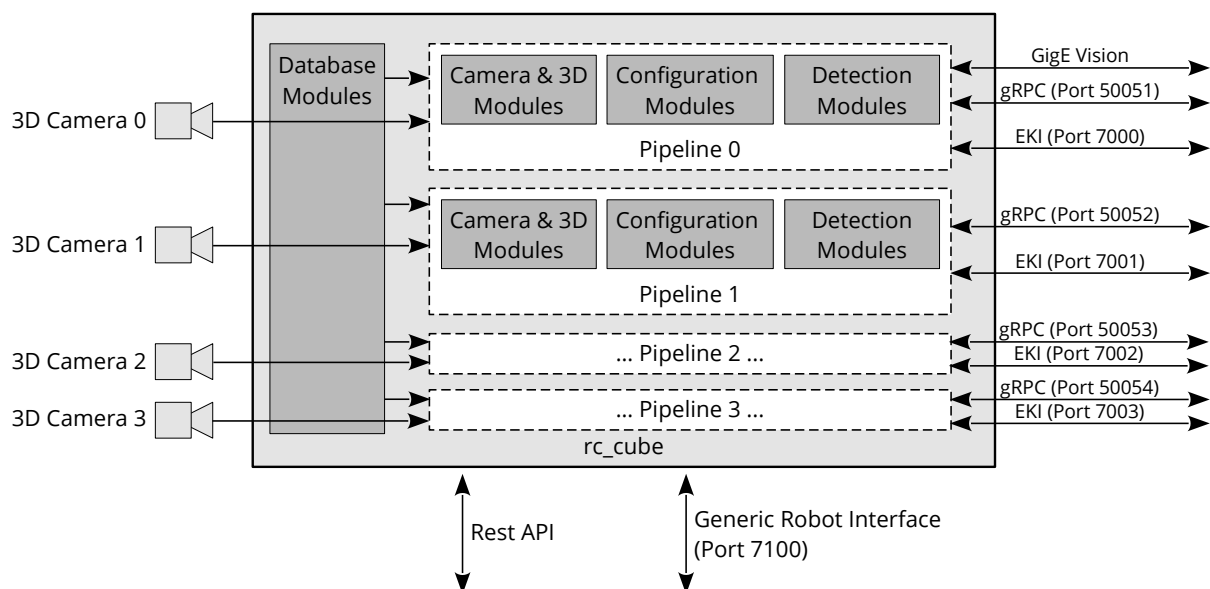 Database
Modules
Camera & 3D
Modules
Configuration
Modules
Detection
Modules
Pipeline 0
GigE Vision
gRPC (Port 50051)
EKI (Port 7000)
3D Camera 0
Camera & 3D
Modules
Configuration
Modules
Detection
Modules
Pipeline 1
gRPC (Port 50052)
EKI (Port 7001)
3D Camera 1
3D Camera 2
... Pipeline 2 ...
gRPC (Port 50053)
EKI (Port 7002)
3D Camera 3
... Pipeline 3 ...
gRPC (Port 50054)
EKI (Port 7003)
rc_cube
Rest API
Generic Robot Interface
(Port 7100)